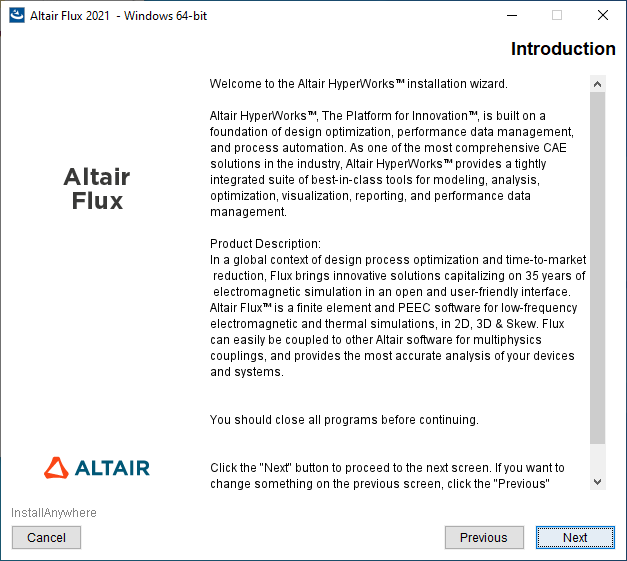 Altair Flux 2021 - Windows 64-bit
Introduction
Welcome to the Altair HyperWorks™ installation wizard.
Altair HyperWorks™, The Platform for Innovation™, is built on a
foundation of design optimization, performance data management,
and process automation. As one of the most comprehensive CAE
solutions in the industry, Altair HyperWorks™ provides a tightly
integrated suite of best-in-class tools for modeling, analysis,
optimization, visualization, reporting, and performance data
management.
Product Description:
In a global context of design process optimization and time-to-market
reduction, Flux brings innovative solutions capitalizing on 35 years of
electromagnetic simulation in an open and user-friendly interface.
Altair Flux™ is a finite element and PEEC software for low-frequency
electromagnetic and thermal simulations, in 2D, 3D & Skew. Flux
can easily be coupled to other Altair software for multiphysics
couplings, and provides the most accurate analysis of your devices
and systems.
You should close all programs before continuing.
Click the "Next" button to proceed to the next screen. If you want to
change something on the previous screen, click the "Previous"
Altair
Flux
ALTAIR
InstallAnywhere
Cancel
Previous
Next